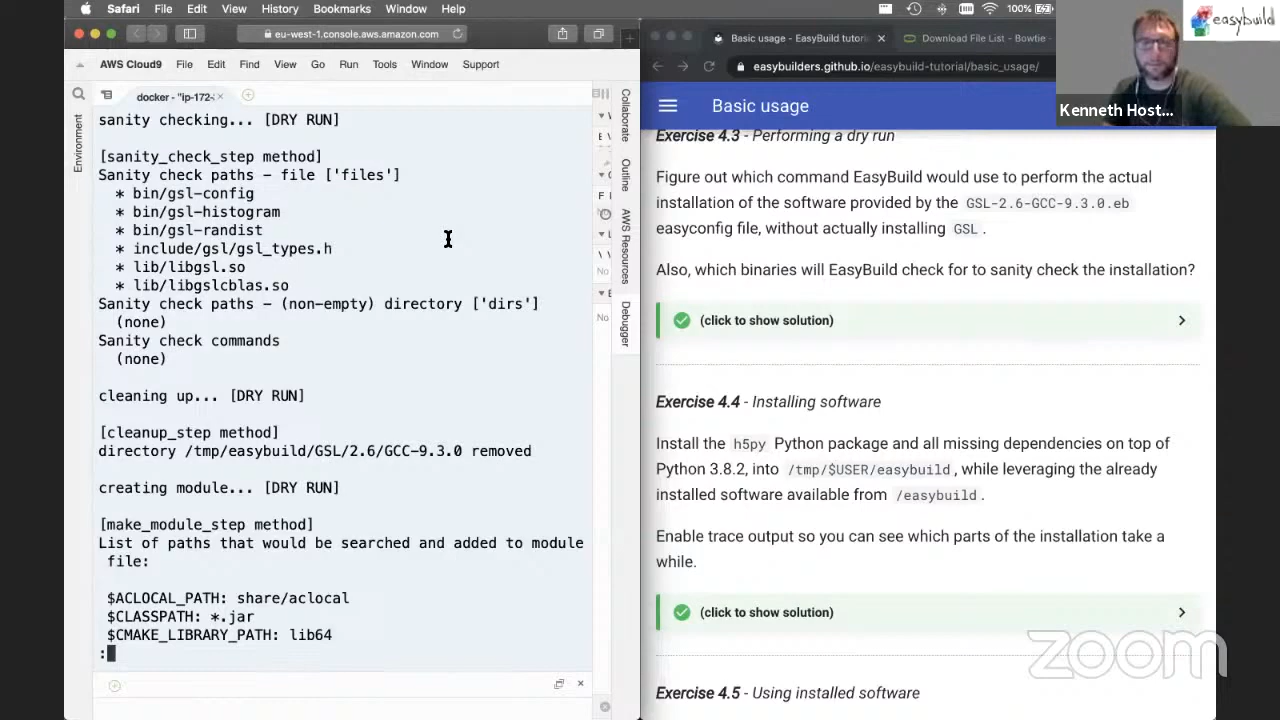 Safari File Edit View History Bookmarks Window Help
100%
eu-west-1.console.aws.amazon.com
AWS Cloud9 File Edit Find View Go Run Tools Window Support
docker - "ip-172-
Environment
sanity checking... [DRY RUN]
[sanity_check_step method]
Sanity check paths - file ['files']
* bin/gsl-config
* bin/gsl-histogram
* bin/gsl-randist
* include/gsl/gsl_types.h
* lib/libgsl.so
* lib/libgslcblas.so
Sanity check paths - (non-empty) directory ['dirs']
(none)
Sanity check commands
(none)
cleaning up... [DRY RUN]
[cleanup_step method]
directory /tmp/easybuild/GSL/2.6/GCC-9.3.0 removed
creating module... [DRY RUN]
[make_module_step method]
List of paths that would be searched and added to module
file:
$ACLOCAL_PATH: share/aclocal
$CLASSPATH: *.jar
$CMAKE_LIBRARY_PATH: lib64
:
Collaborate
Outline
AWS Resources
Debugger
Basic usage - EasyBuild tutori
Download File List - Bowtie -
easybuilders.github.io/easybuild-tutorial/basic_usage/
Basic usage
Exercise 4.3 - Performing a dry run
Figure out which command EasyBuild would use to perform the actual
installation of the software provided by the GSL-2.6-GCC-9.3.0.eb
easyconfig file, without actually installing GSL .
Also, which binaries will EasyBuild check for to sanity check the installation?
(click to show solution)
Exercise 4.4 - Installing software
Install the h5py Python package and all missing dependencies on top of
Python 3.8.2, into /tmp/$USER/easybuild , while leveraging the already
installed software available from /easybuild .
Enable trace output so you can see which parts of the installation take a
while.
(click to show solution)
Exercise 4.5 - Using installed software
Kenneth Host...
easybuild
zoom